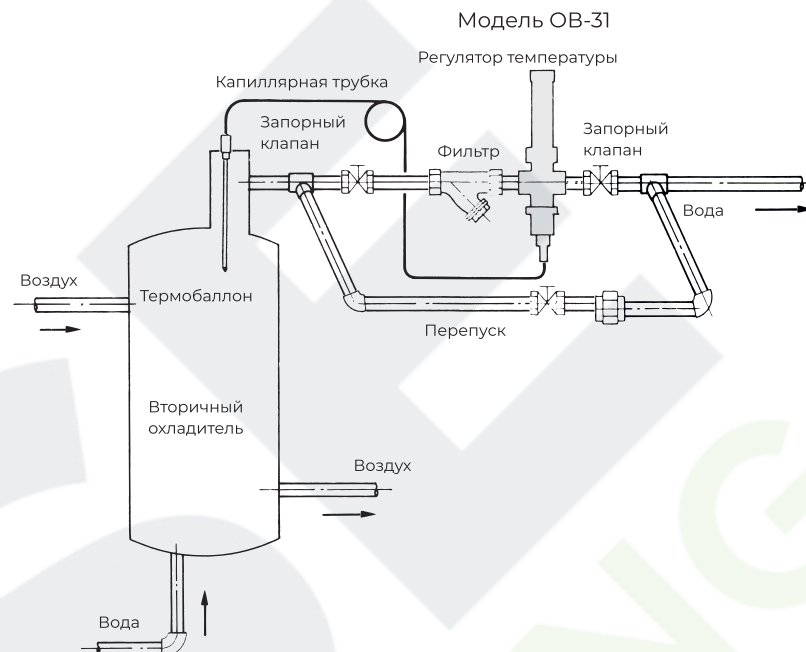 Модель ОВ-31
Регулятор температуры
Капиллярная трубка
Запорный
клапан
Фильтр
Запорный
клапан
Вода
Воздух
Термобаллон
Перепуск
Вторичный
охладитель
Воздух
Вода